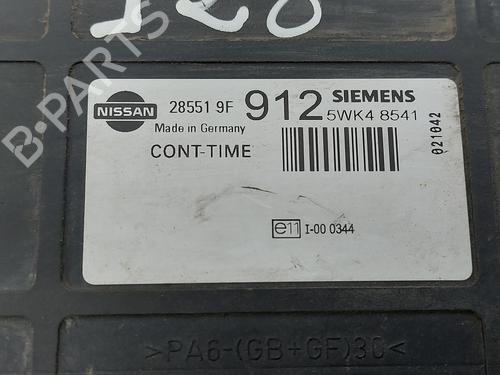 B-PARTS
NISSAN 28551 9F 912 SIEMENS
Made in Germany 5WK4 8541
CONT-TIME
021042
e11 I-00 0344
>PA6-(GB+GF)30<